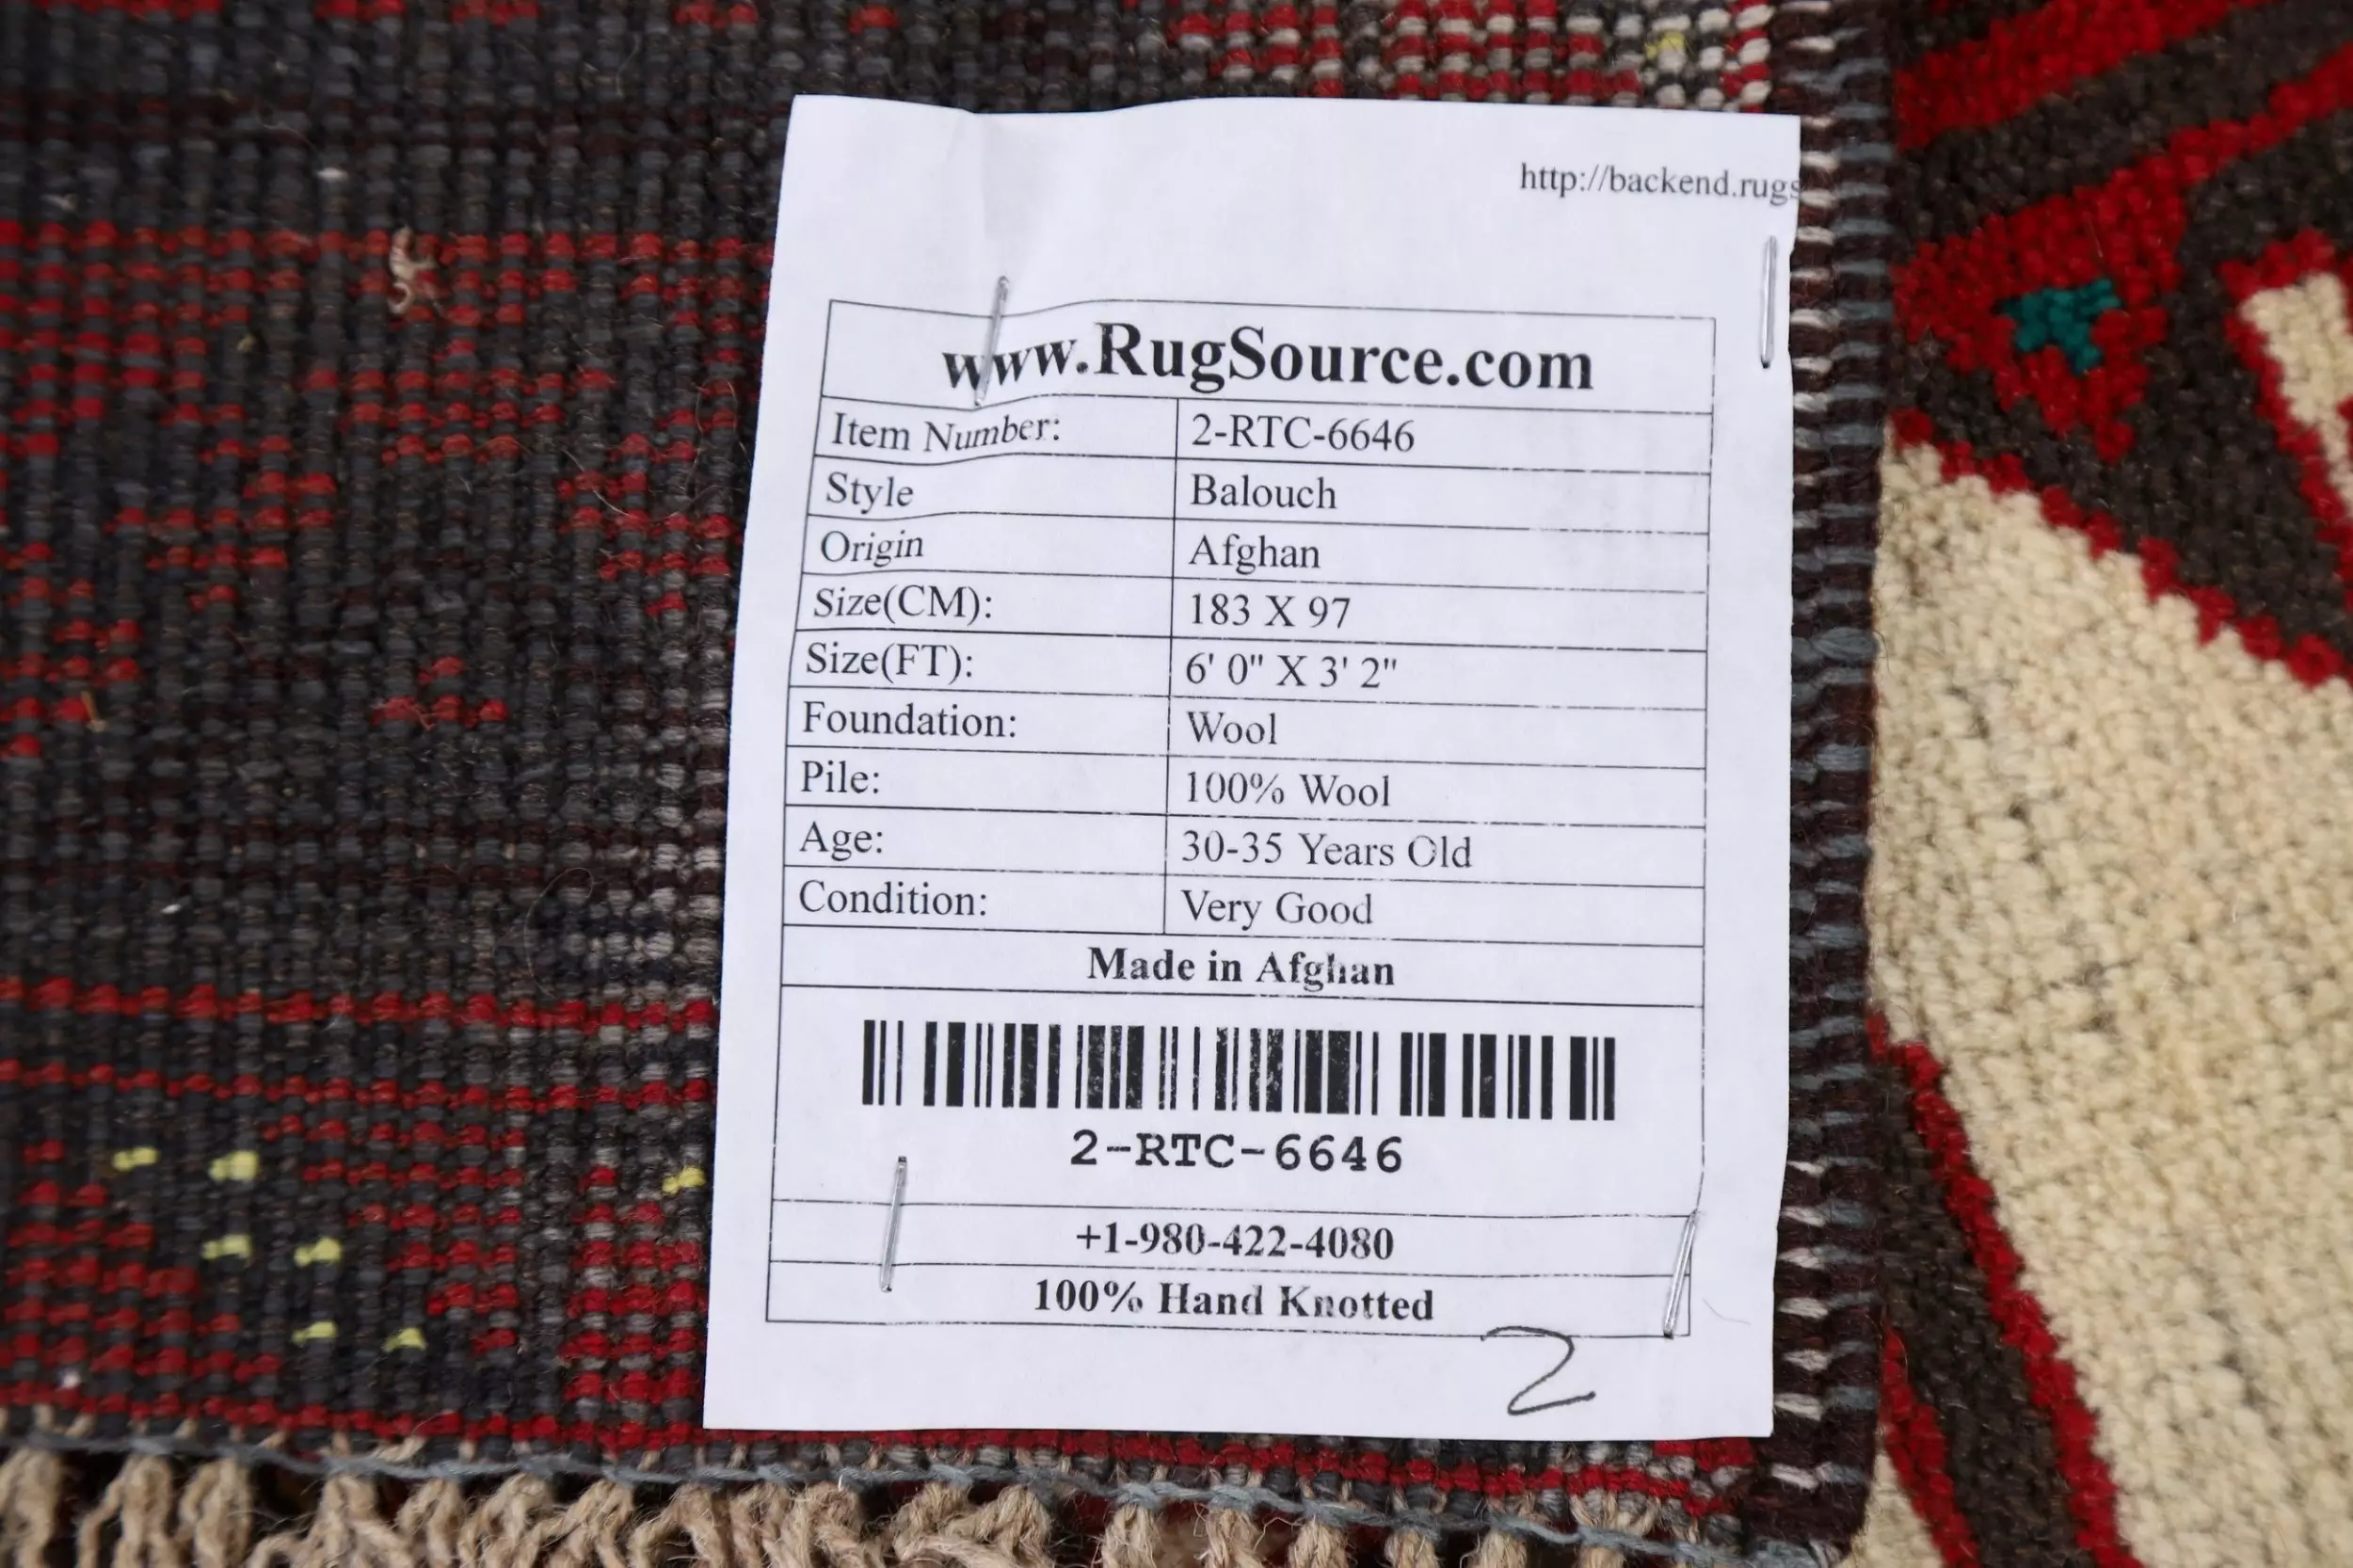 http://backend.rugs
www.RugSource.com
Item Number: 2-RTC-6646
Style Balouch
Origin Afghan
Size(CM): 183 X 97
Size(FT): 6' 0" X 3' 2"
Foundation: Wool
Pile: 100% Wool
Age: 30-35 Years Old
Condition: Very Good
Made in Afghan
2-RTC-6646
+1-980-422-4080
100% Hand Knotted
2